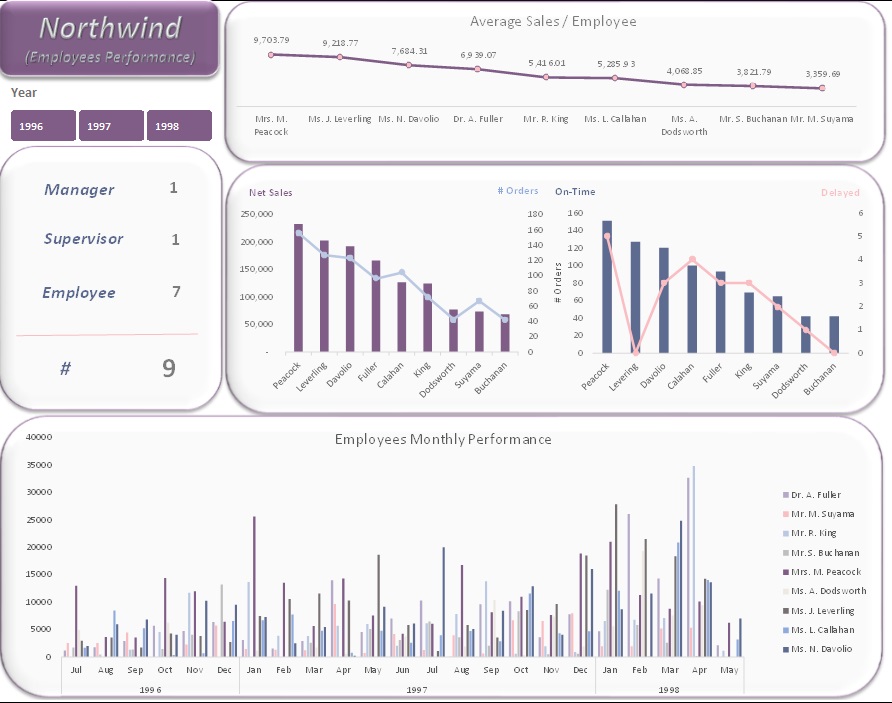 Northwind
(Employees Performance)
Year
1996 1997 1998
Manager 1
Supervisor 1
Employee 7
# 9
Average Sales / Employee
9,703.79 9,218.77 7,684.31 6,939.07 5,416.01 5,285.93 4,068.85 3,821.79 3,359.69
Mrs. M. Peacock Ms. J. Leverling Ms. N. Davolio Dr. A. Fuller Mr. R. King Ms. L. Callahan Ms. A. Dodsworth Mr. S. Buchanan Mr. M. Suyama
Net Sales # Orders
250,000 180
200,000 160
150,000 140
100,000 120
50,000 100
- 80
60
40
20
0
Peacock Leverling Davolio Fuller Calahan King Dodsworth Suyama Buchanan
On-Time Delayed
# Orders
160 6
140 5
120 4
100 3
80 2
60 1
40 0
20
0
Peacock Levering Davolio Calahan Fuller King Suyama Dodsworth Buchanan
Employees Monthly Performance
40000
35000
30000
25000
20000
15000
10000
5000
0
Jul Aug Sep Oct Nov Dec Jan Feb Mar Apr May Jun Jul Aug Sep Oct Nov Dec Jan Feb Mar Apr May
1996 1997 1998
Dr. A. Fuller
Mr. M. Suyama
Mr. R. King
Mr. S. Buchanan
Mrs. M. Peacock
Ms. A. Dodsworth
Ms. J. Leverling
Ms. L. Callahan
Ms. N. Davolio